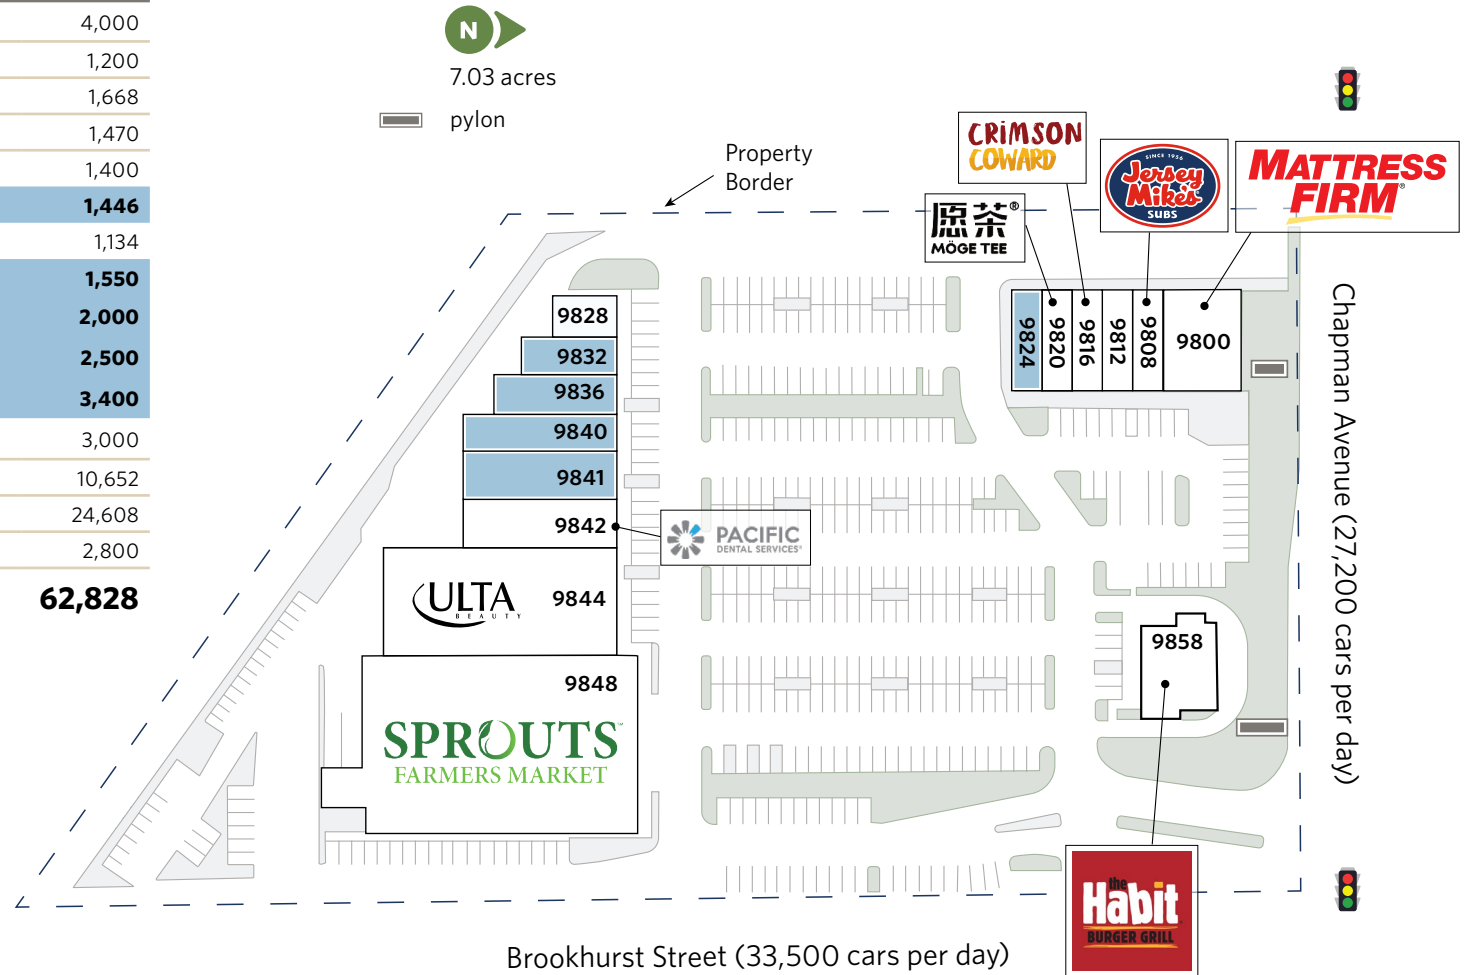 4,000
1,200
1,668
1,470
1,400
1,446
1,134
1,550
2,000
2,500
3,400
3,000
10,652
24,608
2,800
62,828
N
7.03 acres
pylon
Property
Border
CRiMSON
COWARD
SINCE 1956
Jersey
Mike's
SUBS
MATTRESS
FIRM®
愿茶®
MÖGE TEE
9828
9832
9836
9840
9841
9842
9844
9848
9824
9820
9816
9812
9808
9800
PACIFIC
DENTAL SERVICES®
ULTA
BEAUTY
SPROUTS
FARMERS MARKET
9858
the
Habit
BURGER GRILL
Chapman Avenue (27,200 cars per day)
Brookhurst Street (33,500 cars per day)